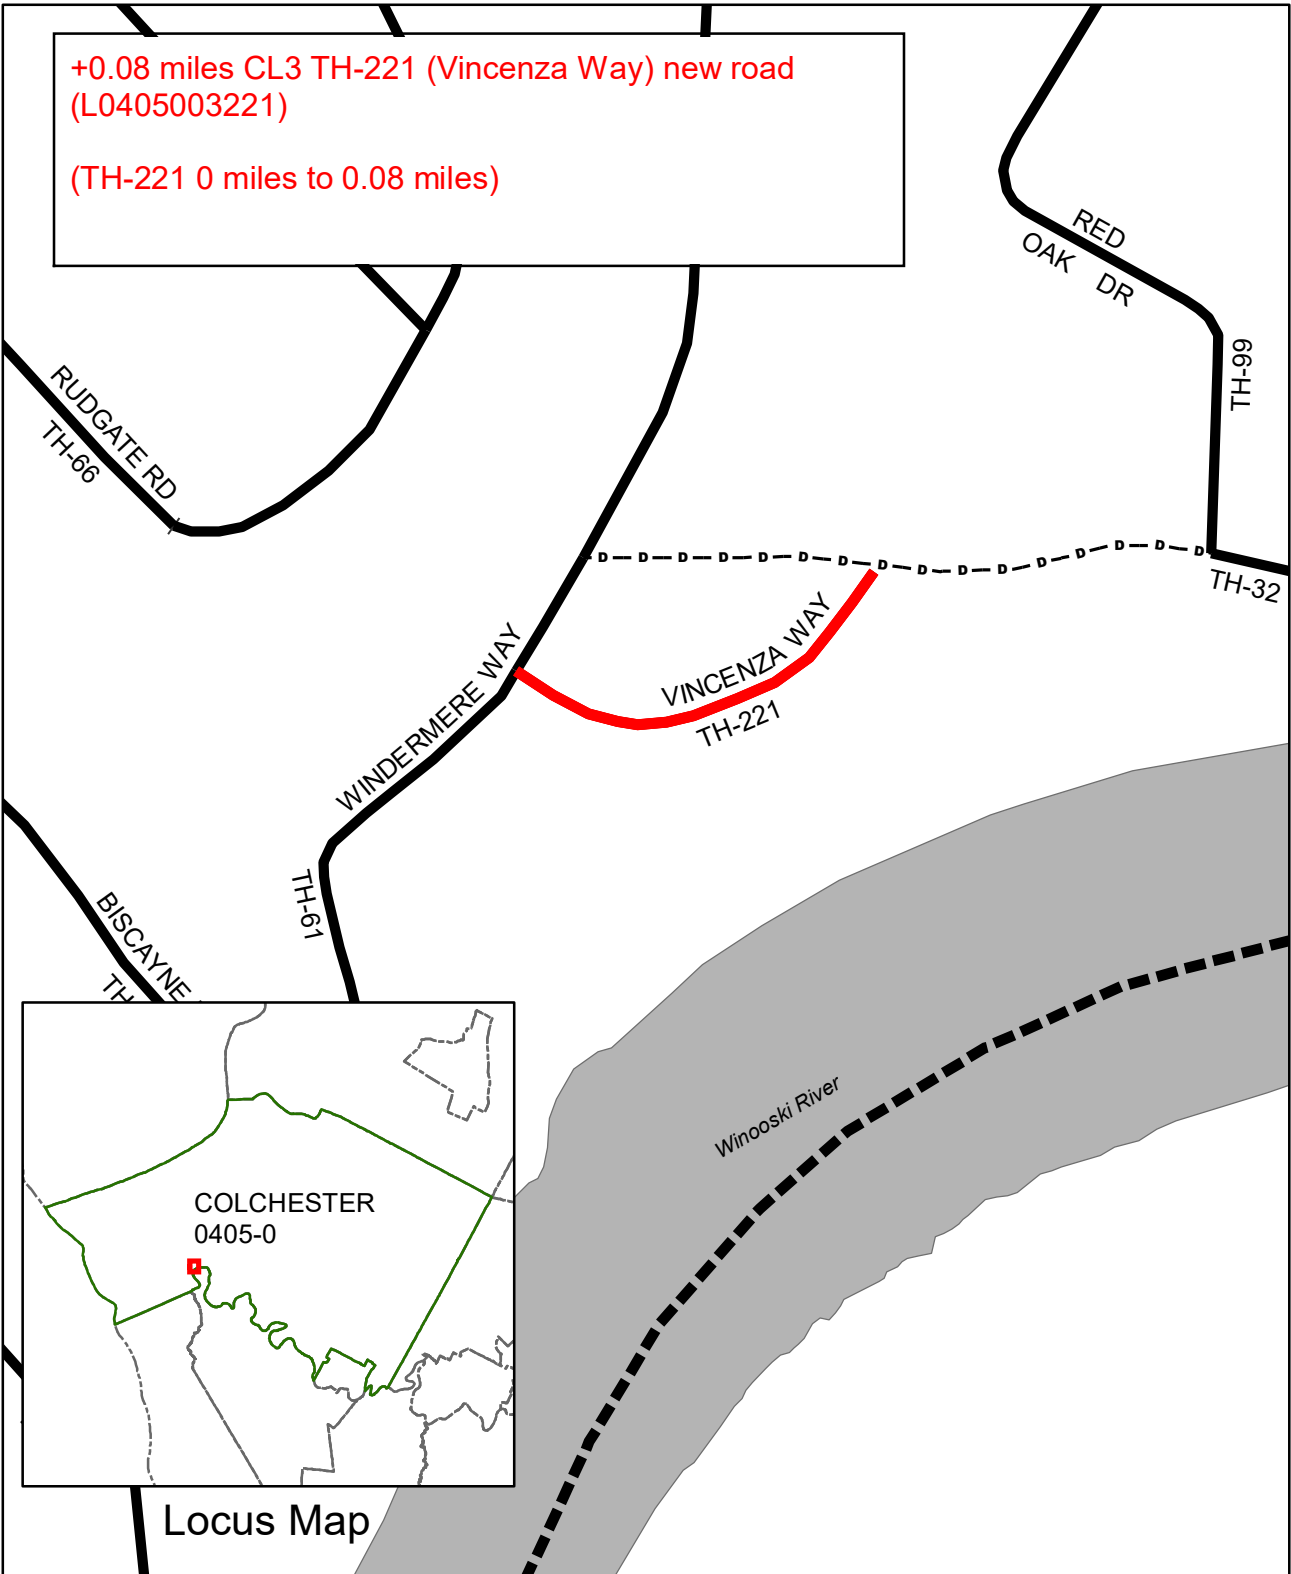 +0.08 miles CL3 TH-221 (Vincenza Way) new road
(L0405003221)
(TH-221 0 miles to 0.08 miles)
RED
OAK DR
TH-99
RUDGATE RD
TH-66
D D D D D D D D D D D D D D D D
TH-32
VINCENZA WAY
TH-221
WINDERMERE WAY
TH-61
BISCAYNE
TH-
Winooski River
COLCHESTER
0405-0
Locus Map